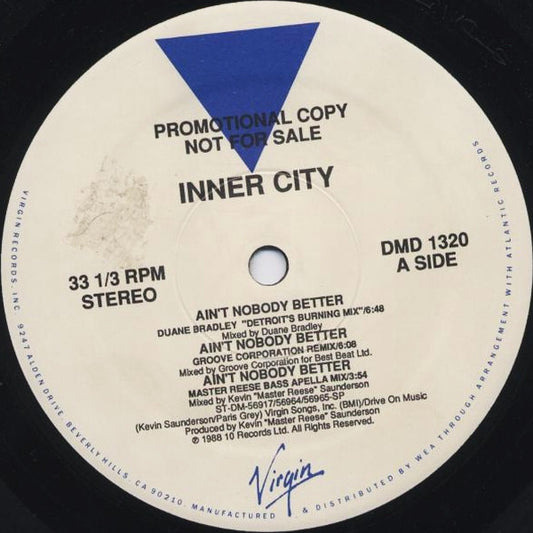 PROMOTIONAL COPY
NOT FOR SALE
INNER CITY
33 1/3 RPM
STEREO
DMD 1320
A SIDE
AIN'T NOBODY BETTER
DUANE BRADLEY "DETROIT'S BURNING MIX"/6:48
Mixed by Duane Bradley
AIN'T NOBODY BETTER
GROOVE CORPORATION REMIX/6:08
Mixed by Groove Corporation for Best Beat Ltd.
AIN'T NOBODY BETTER
MASTER REESE BASS APELLA MIX/3:54
Mixed by Kevin "Master Reese" Saunderson
ST-DM-56917/56964/56965-SP
(Kevin Saunderson/Paris Grey) Virgin Songs, Inc. (BMI)/Drive On Music
Produced by Kevin "Master Reese" Saunderson
℗ 1988 10 Records Ltd. All Rights Reserved.
Virgin
VIRGIN RECORDS, INC. 9247 ALDEN DRIVE, BEVERLY HILLS, CA 90210. MANUFACTURED & DISTRIBUTED BY WEA THROUGH ARRANGEMENT WITH ATLANTIC RECORDS